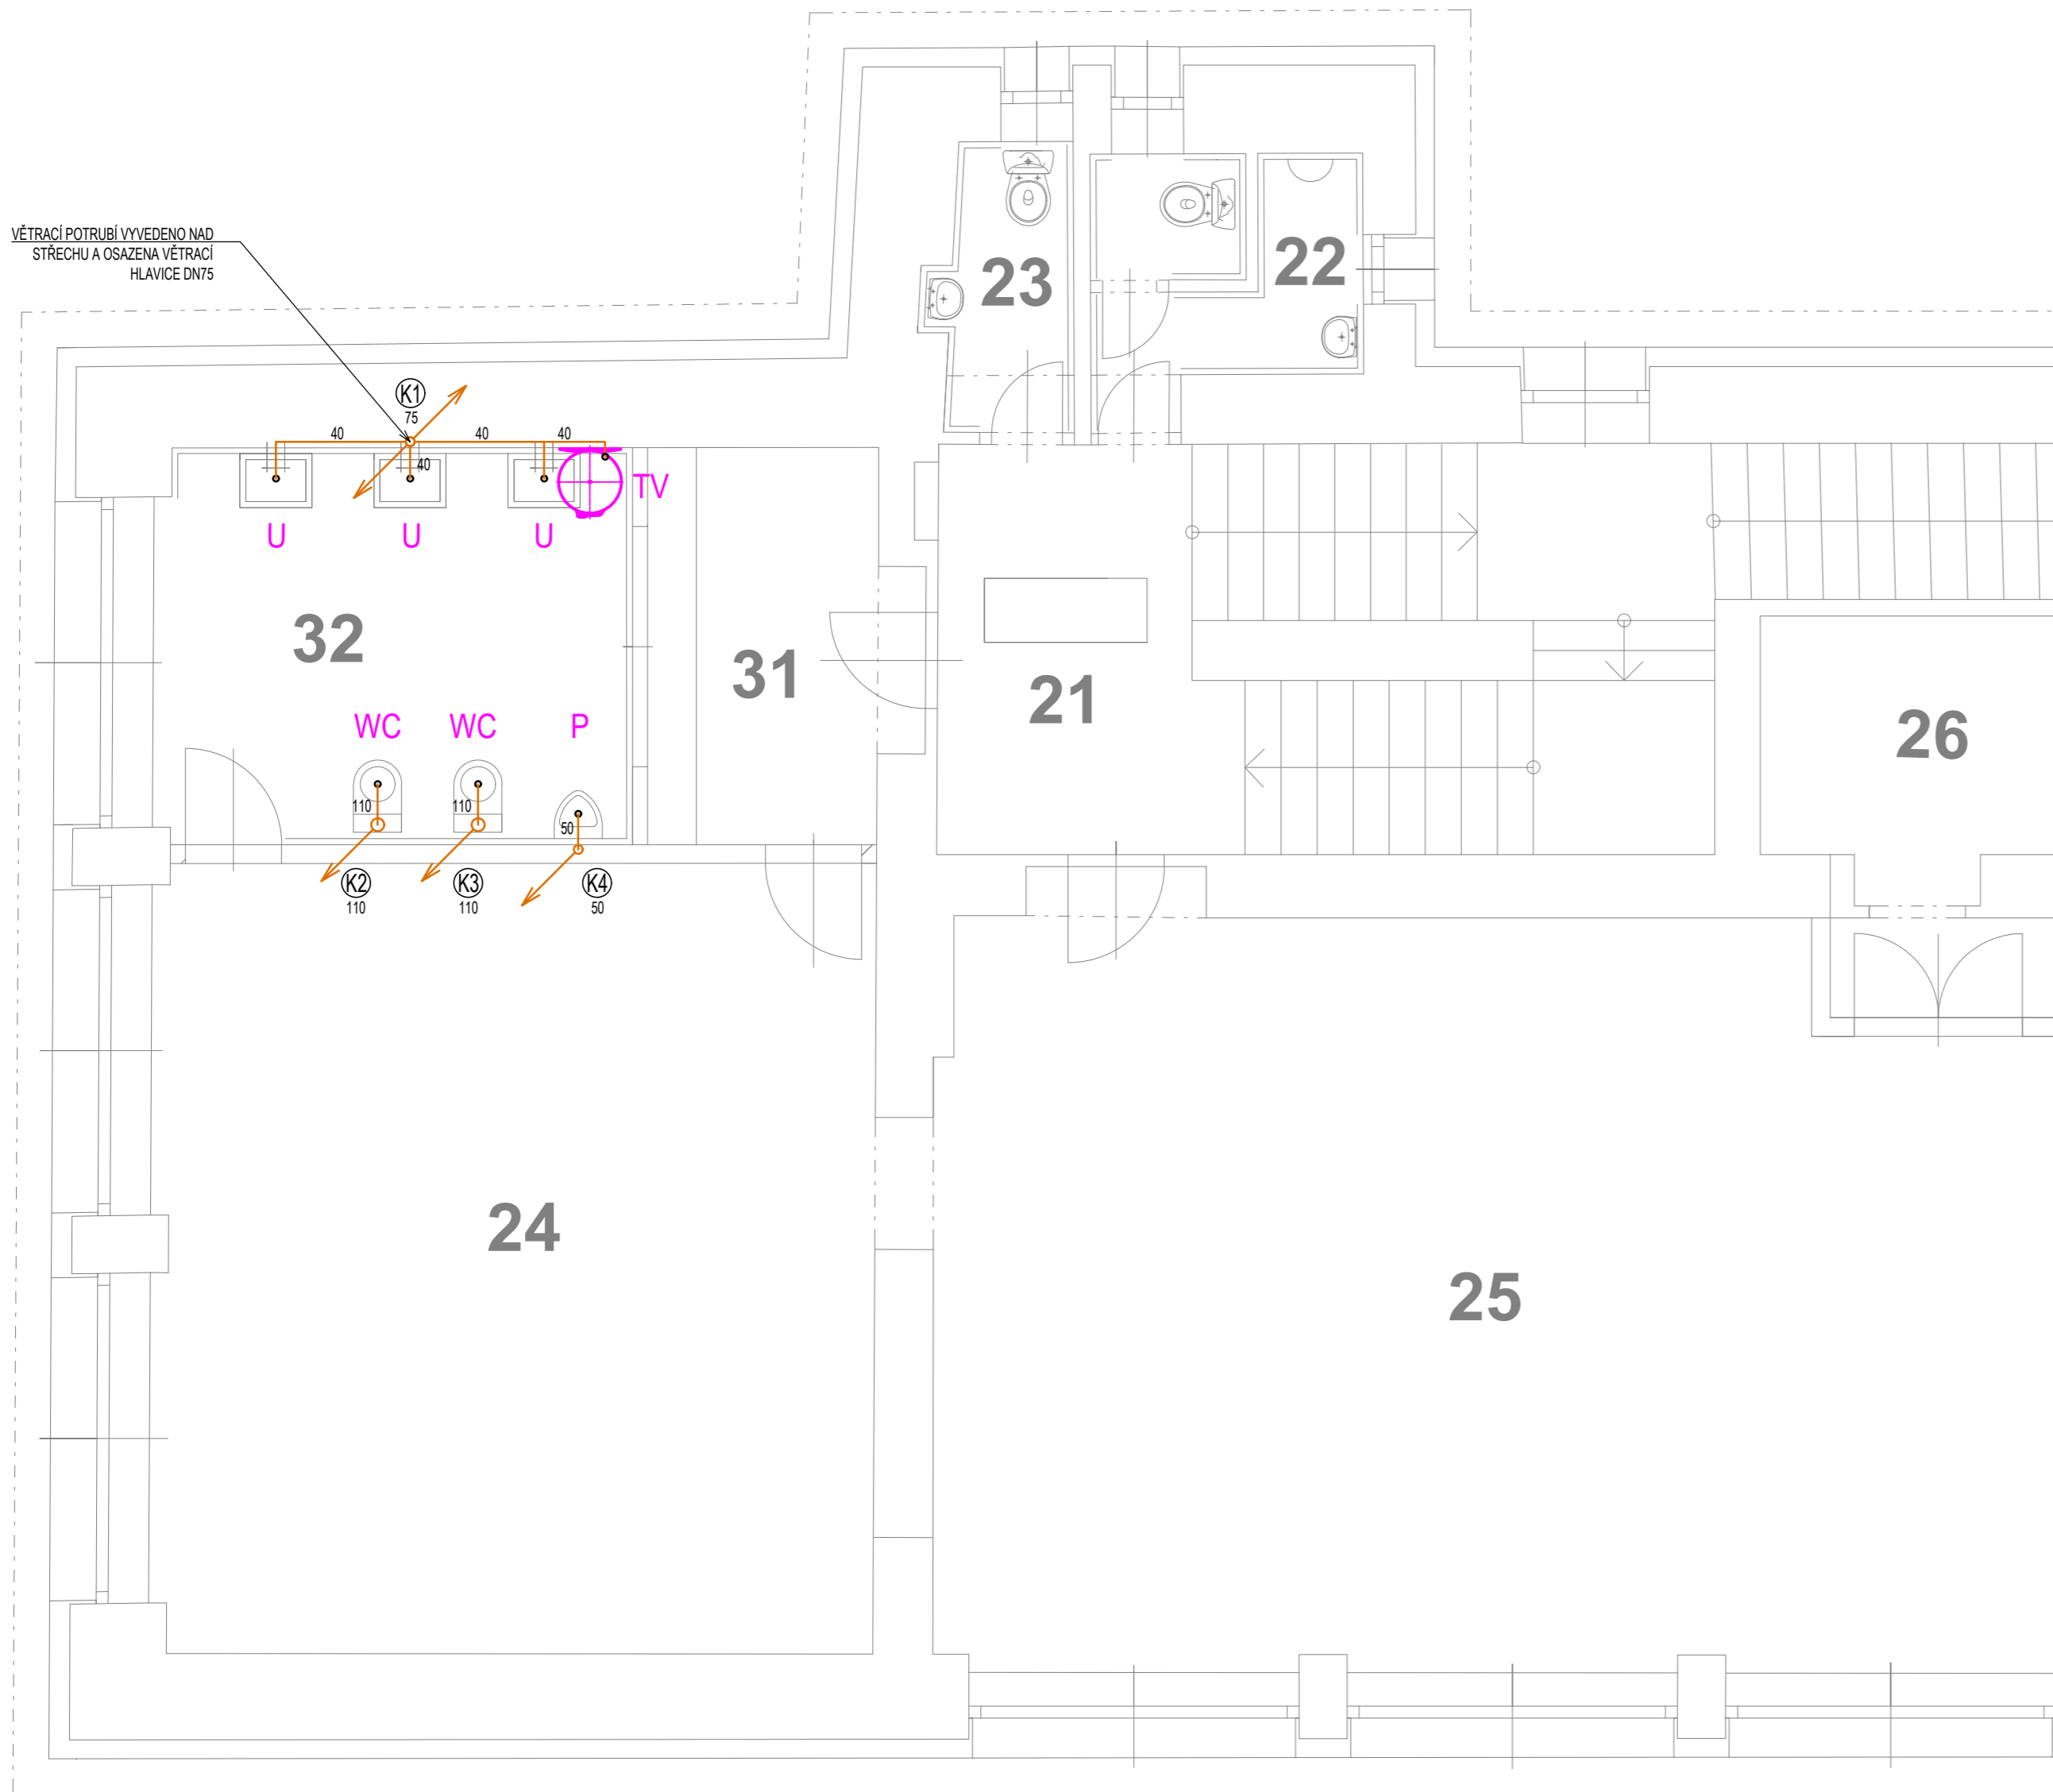 VĚTRACÍ POTRUBÍ VYVEDENO NAD
STŘECHU A OSAZENA VĚTRACÍ
HLAVICE DN75
23
22
K1
75
40
40
40
40
TV
U
U
U
32
31
21
26
WC
WC
P
110
110
50
K2
K3
K4
110
110
50
24
25